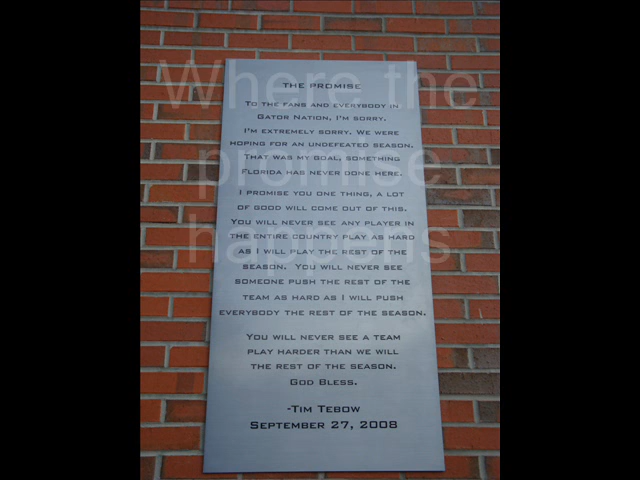 Where the
promise
happens
THE PROMISE
TO THE FANS AND EVERYBODY IN
GATOR NATION, I'M SORRY.
I'M EXTREMELY SORRY. WE WERE
HOPING FOR AN UNDEFEATED SEASON.
THAT WAS MY GOAL, SOMETHING
FLORIDA HAS NEVER DONE HERE.
I PROMISE YOU ONE THING, A LOT
OF GOOD WILL COME OUT OF THIS.
YOU WILL NEVER SEE ANY PLAYER IN
THE ENTIRE COUNTRY PLAY AS HARD
AS I WILL PLAY THE REST OF THE
SEASON. YOU WILL NEVER SEE
SOMEONE PUSH THE REST OF THE
TEAM AS HARD AS I WILL PUSH
EVERYBODY THE REST OF THE SEASON.
YOU WILL NEVER SEE A TEAM
PLAY HARDER THAN WE WILL
THE REST OF THE SEASON.
GOD BLESS.
-TIM TEBOW
SEPTEMBER 27, 2008